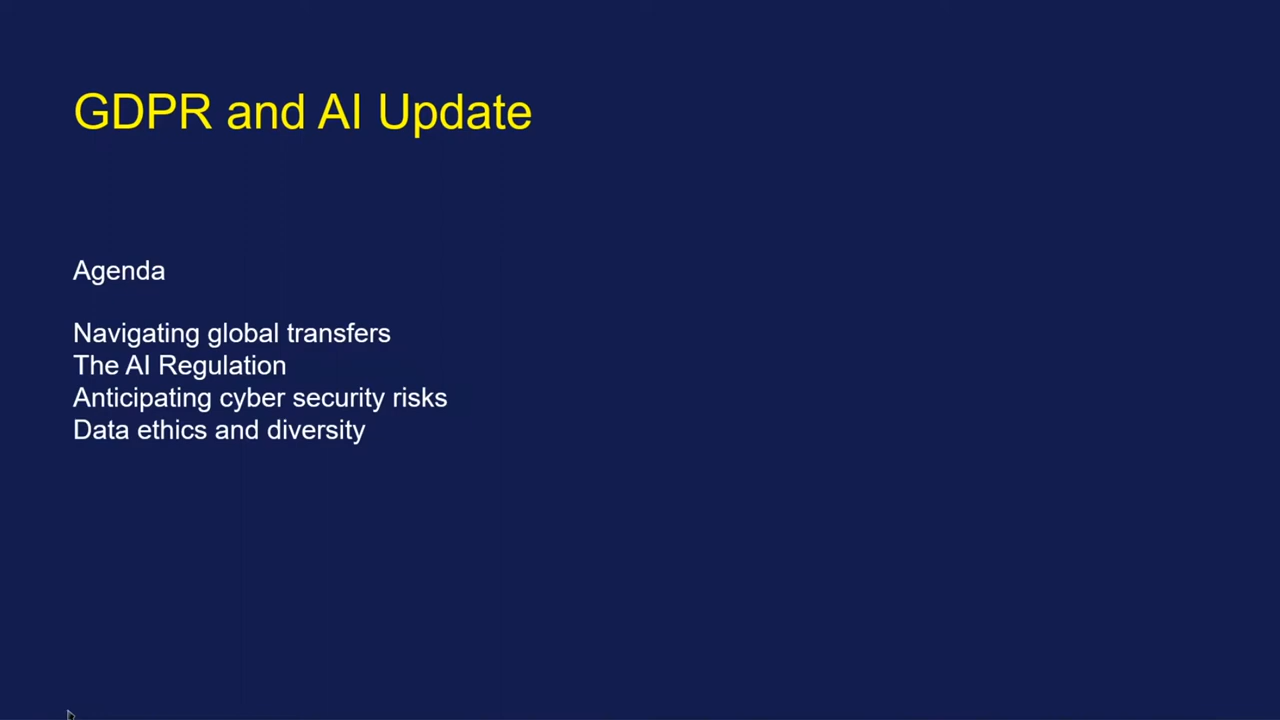 GDPR and AI Update
Agenda
Navigating global transfers
The AI Regulation
Anticipating cyber security risks
Data ethics and diversity